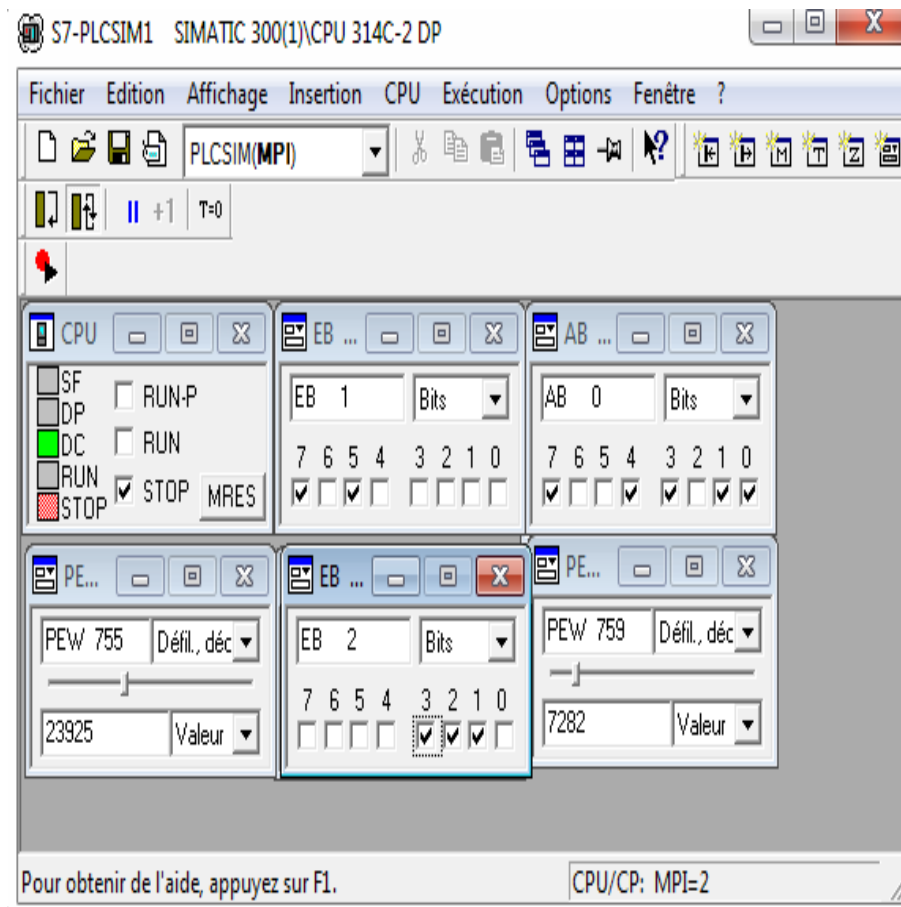 S7-PLCSIM1 SIMATIC 300(1)\CPU 314C-2 DP
Fichier Edition Affichage Insertion CPU Exécution Options Fenêtre ?
PLCSIM(MPI)
+1 T=0
CPU
SF
DP
DC
RUN
STOP
RUN-P
RUN
STOP
MRES
EB ...
EB 1 Bits
7 6 5 4 3 2 1 0
AB ...
AB 0 Bits
7 6 5 4 3 2 1 0
PE...
PEW 755 Défil., déc
23925 Valeur
EB ...
EB 2 Bits
7 6 5 4 3 2 1 0
PE...
PEW 759 Défil., déc
7282 Valeur
Pour obtenir de l'aide, appuyez sur F1. CPU/CP: MPI=2